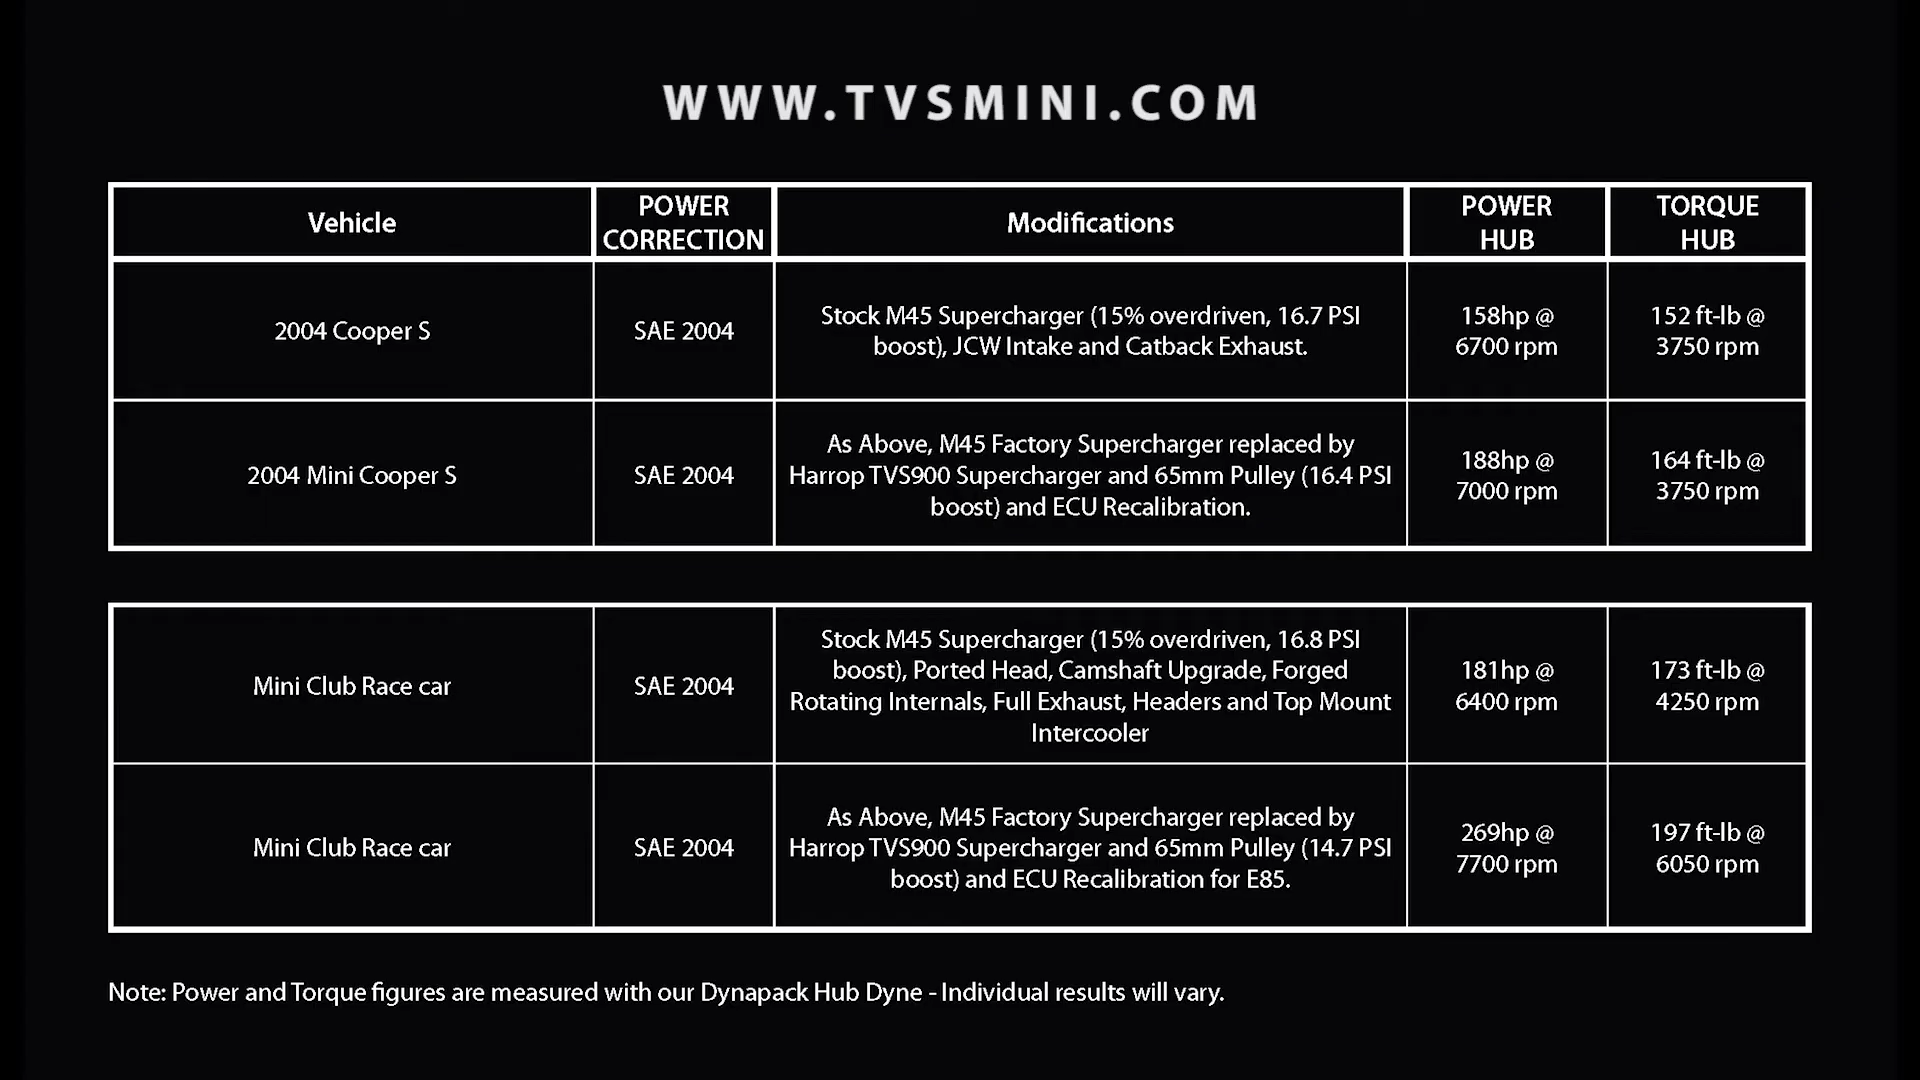 WWW.TVSMINI.COM
Vehicle
POWER
CORRECTION
Modifications
POWER
HUB
TORQUE
HUB
2004 Cooper S
SAE 2004
Stock M45 Supercharger (15% overdriven, 16.7 PSI
boost), JCW Intake and Catback Exhaust.
158hp @
6700 rpm
152 ft-lb @
3750 rpm
2004 Mini Cooper S
SAE 2004
As Above, M45 Factory Supercharger replaced by
Harrop TVS900 Supercharger and 65mm Pulley (16.4 PSI
boost) and ECU Recalibration.
188hp @
7000 rpm
164 ft-lb @
3750 rpm
Mini Club Race car
SAE 2004
Stock M45 Supercharger (15% overdriven, 16.8 PSI
boost), Ported Head, Camshaft Upgrade, Forged
Rotating Internals, Full Exhaust, Headers and Top Mount
Intercooler
181hp @
6400 rpm
173 ft-lb @
4250 rpm
Mini Club Race car
SAE 2004
As Above, M45 Factory Supercharger replaced by
Harrop TVS900 Supercharger and 65mm Pulley (14.7 PSI
boost) and ECU Recalibration for E85.
269hp @
7700 rpm
197 ft-lb @
6050 rpm
Note: Power and Torque figures are measured with our Dynapack Hub Dyne - Individual results will vary.